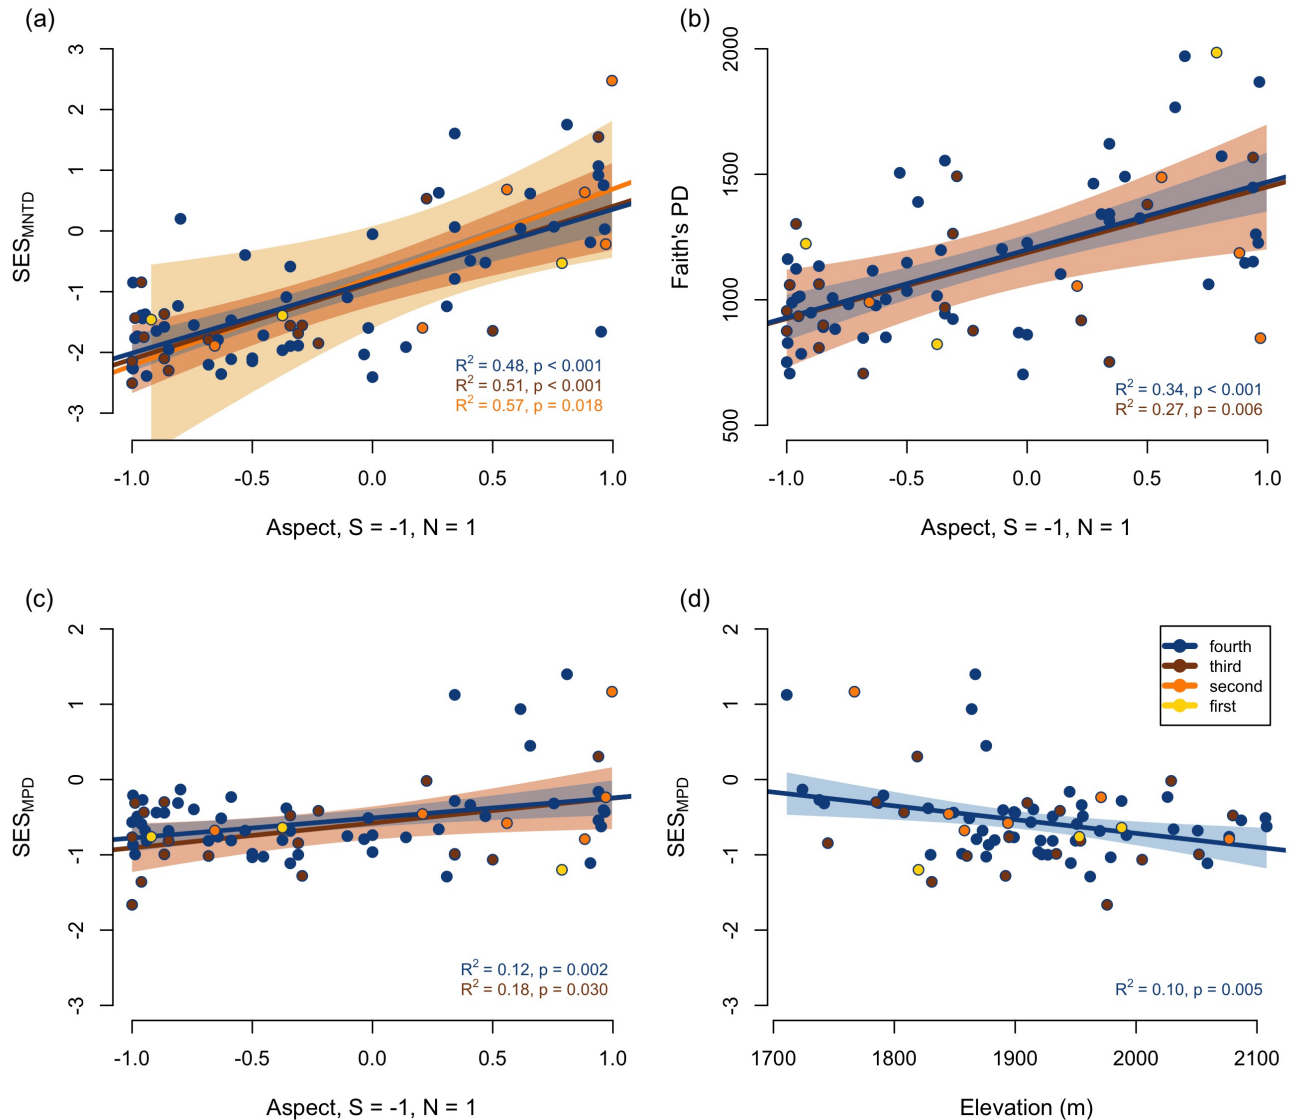 (a)
3
2
1
0
-1
-2
-3
SES_MNTD
R² = 0.48, p < 0.001
R² = 0.51, p < 0.001
R² = 0.57, p = 0.018
-1.0 -0.5 0.0 0.5 1.0
Aspect, S = -1, N = 1
(b)
2000
1500
1000
500
Faith's PD
R² = 0.34, p < 0.001
R² = 0.27, p = 0.006
-1.0 -0.5 0.0 0.5 1.0
Aspect, S = -1, N = 1
(c)
2
1
0
-1
-2
-3
SES_MPD
R² = 0.12, p = 0.002
R² = 0.18, p = 0.030
-1.0 -0.5 0.0 0.5 1.0
Aspect, S = -1, N = 1
(d)
2
1
0
-1
-2
-3
SES_MPD
fourth
third
second
first
R² = 0.10, p = 0.005
1700 1800 1900 2000 2100
Elevation (m)